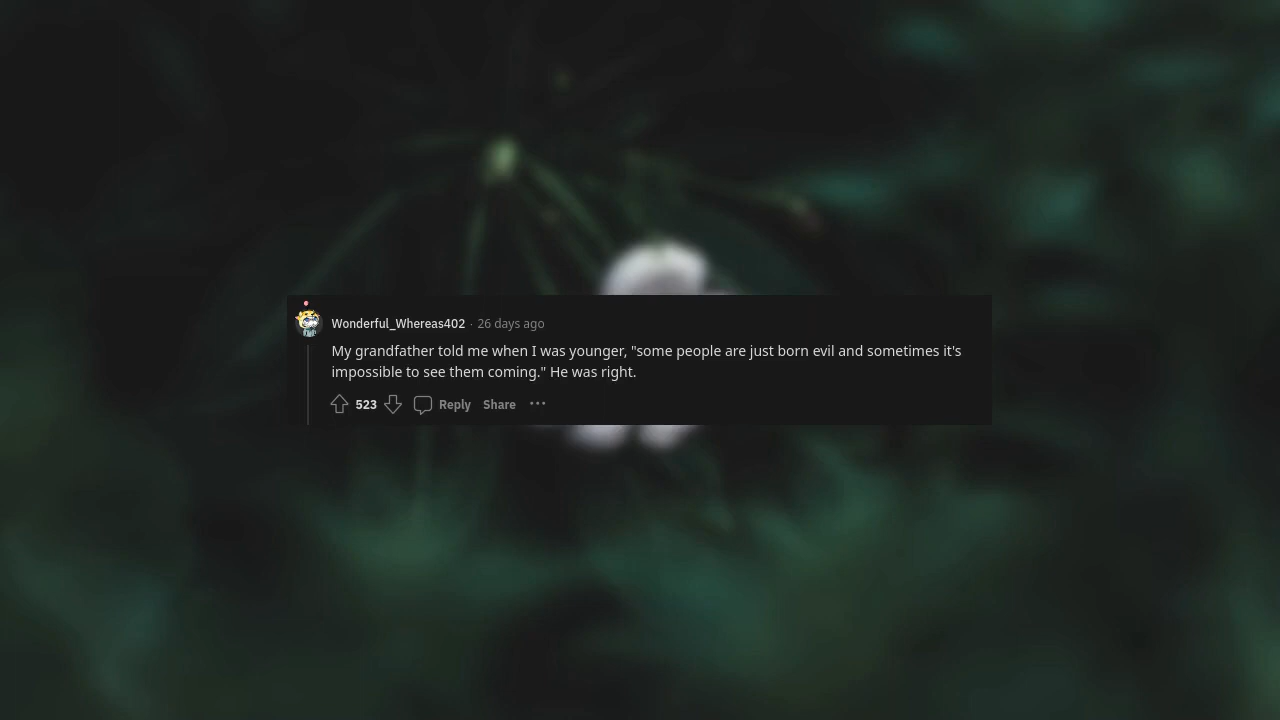 Wonderful_Whereas402 · 26 days ago
My grandfather told me when I was younger, "some people are just born evil and sometimes it's
impossible to see them coming." He was right.
523 Reply Share ···